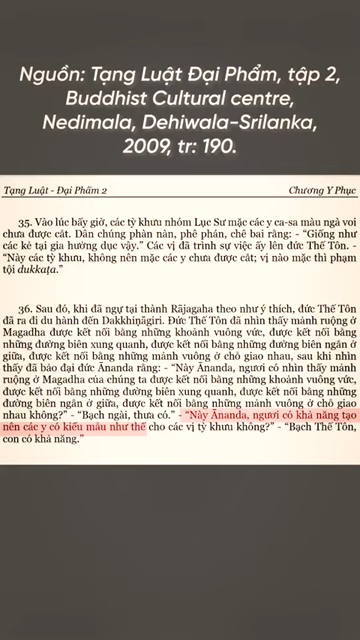 Nguồn: Tạng Luật Đại Phẩm, tập 2,
Buddhist Cultural centre,
Nedimala, Dehiwala-Srilanka,
2009, tr: 190.
Tạng Luật - Đại Phẩm 2 Chương Y Phục
35. Vào lúc bấy giờ, các tỳ khưu nhóm Lục Sư mặc các y ca-sa màu ngà voi
chưa được cắt. Dân chúng phàn nàn, phê phán, chê bai rằng: - “Giống như
các kẻ tại gia hưởng dục vậy.” Các vị đã trình sự việc ấy lên đức Thế Tôn. -
“Này các tỳ khưu, không nên mặc các y chưa được cắt; vị nào mặc thì phạm
tội dukkaṭa.”
36. Sau đó, khi đã ngự tại thành Rājagaha theo như ý thích, đức Thế Tôn
đã ra đi du hành đến Dakkhiṇāgiri. Đức Thế Tôn đã nhìn thấy mảnh ruộng ở
Magadha được kết nối bằng những khoảnh vuông vức, được kết nối bằng
những đường biên xung quanh, được kết nối bằng những đường biên ngăn ở
giữa, được kết nối bằng những mảnh vuông ở chỗ giao nhau, sau khi nhìn
thấy đã bảo đại đức Ānanda rằng: - “Này Ānanda, ngươi có nhìn thấy mảnh
ruộng ở Magadha của chúng ta được kết nối bằng những khoảnh vuông vức,
được kết nối bằng những đường biên xung quanh, được kết nối bằng những
đường biên ngăn ở giữa, được kết nối bằng những mảnh vuông ở chỗ giao
nhau không?” - “Bạch ngài, thưa có.” - “Này Ānanda, ngươi có khả năng tạo
nên các y có kiểu mẫu như thế cho các vị tỳ khưu không?” - “Bạch Thế Tôn,
con có khả năng.”